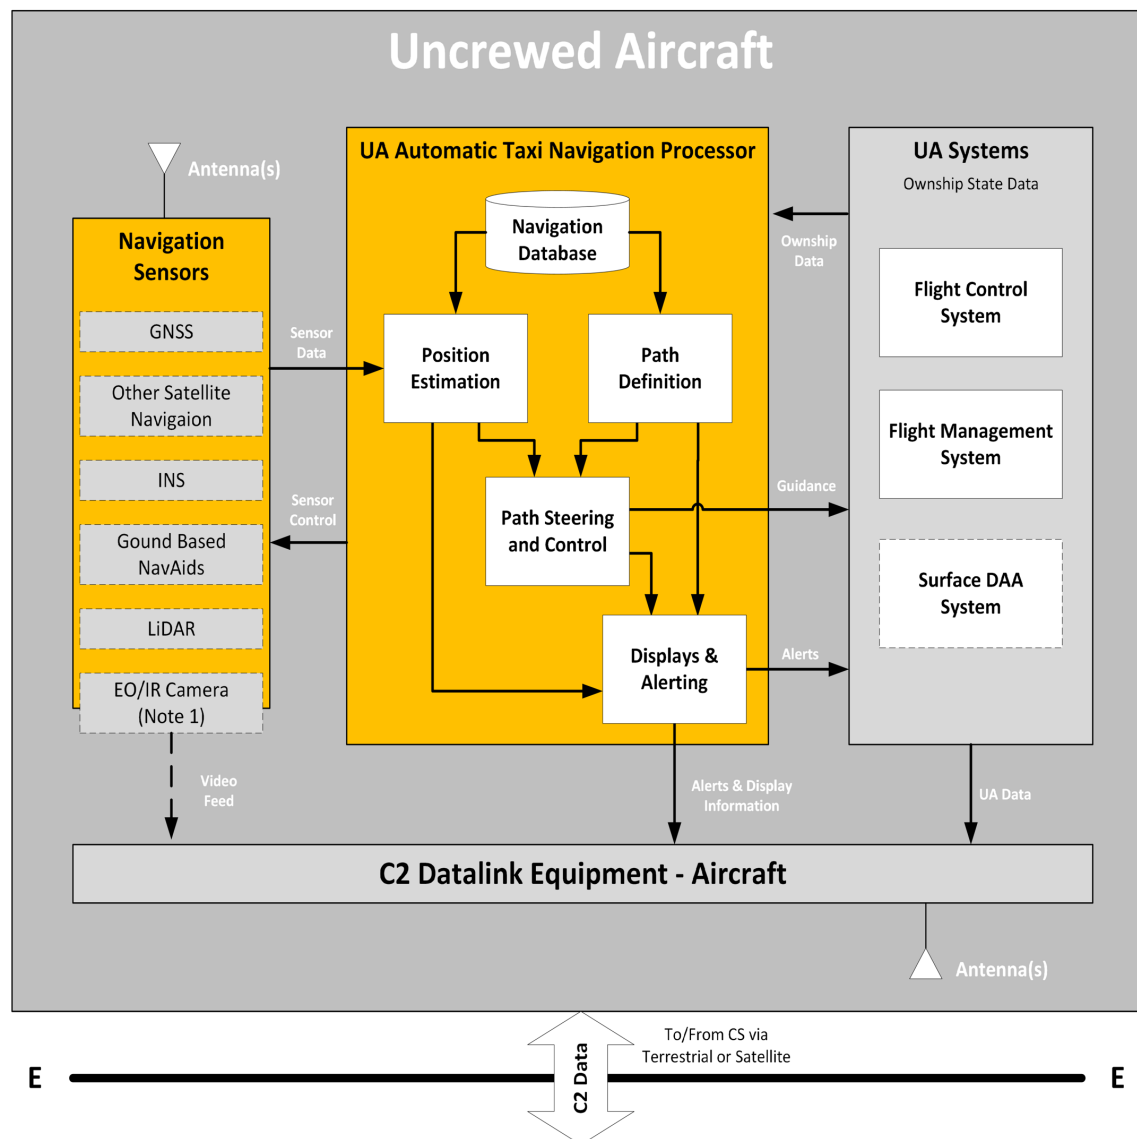 Uncrewed Aircraft
Antenna(s)
Navigation
Sensors
GNSS
Other Satellite
Navigaion
INS
Gound Based
NavAids
LiDAR
EO/IR Camera
(Note 1)
Sensor
Data
Sensor
Control
Video
Feed
UA Automatic Taxi Navigation Processor
Navigation
Database
Position
Estimation
Path
Definition
Path Steering
and Control
Displays &
Alerting
Ownship
Data
Guidance
Alerts
Alerts & Display
Information
UA Systems
Ownship State Data
Flight Control
System
Flight Management
System
Surface DAA
System
UA Data
C2 Datalink Equipment - Aircraft
Antenna(s)
To/From CS via
Terrestrial or Satellite
E
C2 Data
E